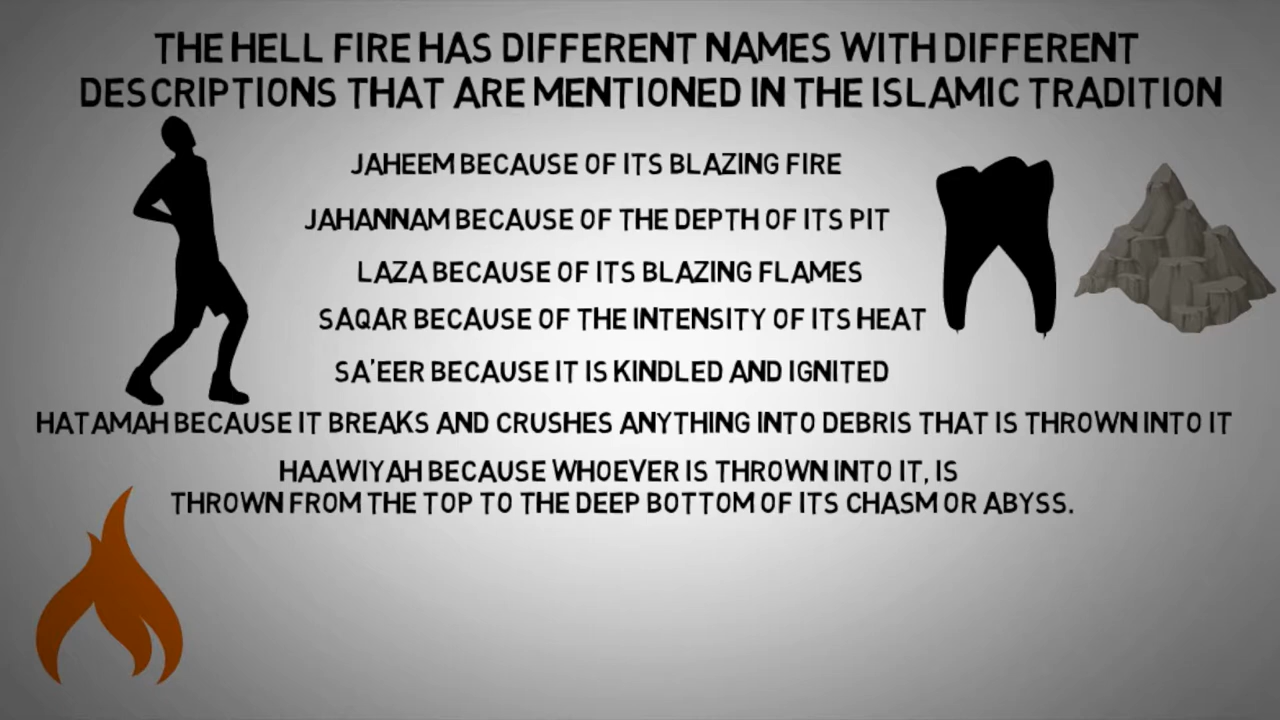 THE HELL FIRE HAS DIFFERENT NAMES WITH DIFFERENT
DESCRIPTIONS THAT ARE MENTIONED IN THE ISLAMIC TRADITION
JAHEEM BECAUSE OF ITS BLAZING FIRE
JAHANNAM BECAUSE OF THE DEPTH OF ITS PIT
LAZA BECAUSE OF ITS BLAZING FLAMES
SAQAR BECAUSE OF THE INTENSITY OF ITS HEAT
SA'EER BECAUSE IT IS KINDLED AND IGNITED
HATAMAH BECAUSE IT BREAKS AND CRUSHES ANYTHING INTO DEBRIS THAT IS THROWN INTO IT
HAAWIYAH BECAUSE WHOEVER IS THROWN INTO IT, IS
THROWN FROM THE TOP TO THE DEEP BOTTOM OF ITS CHASM OR ABYSS.